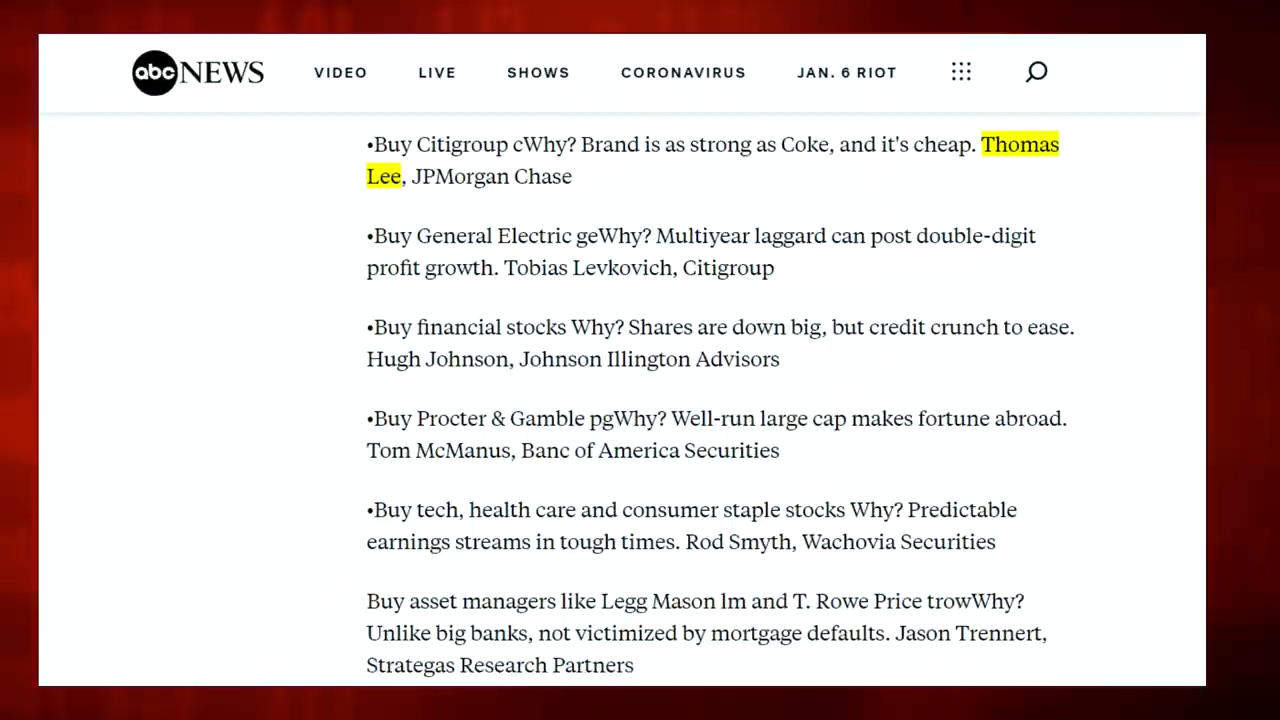 abc NEWS VIDEO LIVE SHOWS CORONAVIRUS JAN. 6 RIOT
•Buy Citigroup cWhy? Brand is as strong as Coke, and it's cheap. Thomas
Lee, JPMorgan Chase
•Buy General Electric geWhy? Multiyear laggard can post double-digit
profit growth. Tobias Levkovich, Citigroup
•Buy financial stocks Why? Shares are down big, but credit crunch to ease.
Hugh Johnson, Johnson Illington Advisors
•Buy Procter & Gamble pgWhy? Well-run large cap makes fortune abroad.
Tom McManus, Banc of America Securities
•Buy tech, health care and consumer staple stocks Why? Predictable
earnings streams in tough times. Rod Smyth, Wachovia Securities
Buy asset managers like Legg Mason lm and T. Rowe Price trowWhy?
Unlike big banks, not victimized by mortgage defaults. Jason Trennert,
Strategas Research Partners